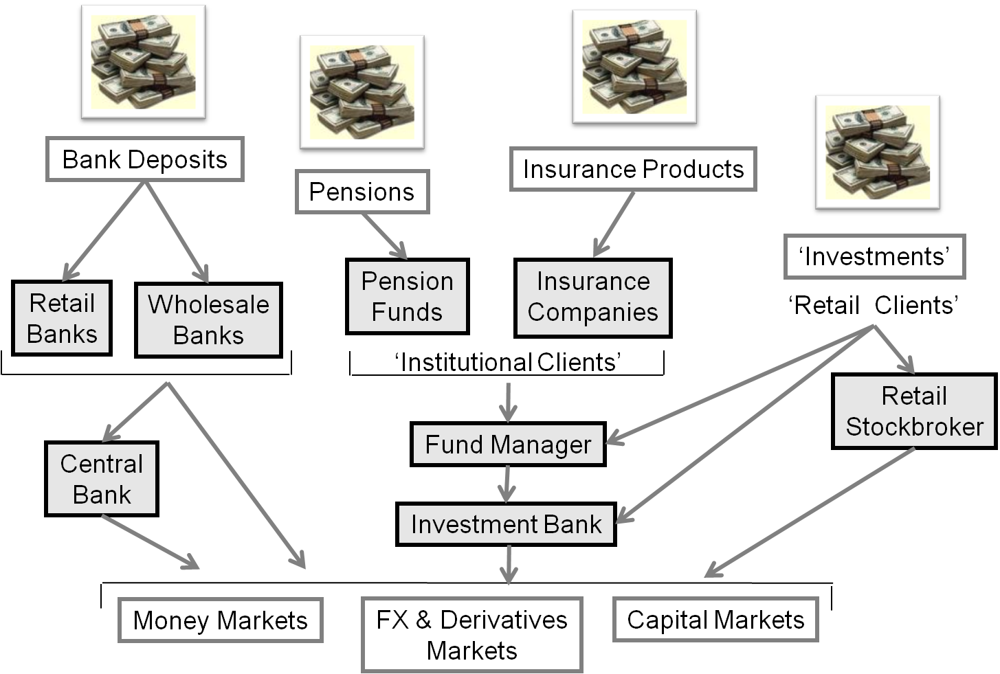 Bank Deposits
Pensions
Insurance Products
‘Investments’
‘Retail Clients’
Retail
Banks
Wholesale
Banks
Pension
Funds
Insurance
Companies
‘Institutional Clients’
Retail
Stockbroker
Fund Manager
Central
Bank
Investment Bank
Money Markets
FX & Derivatives
Markets
Capital Markets